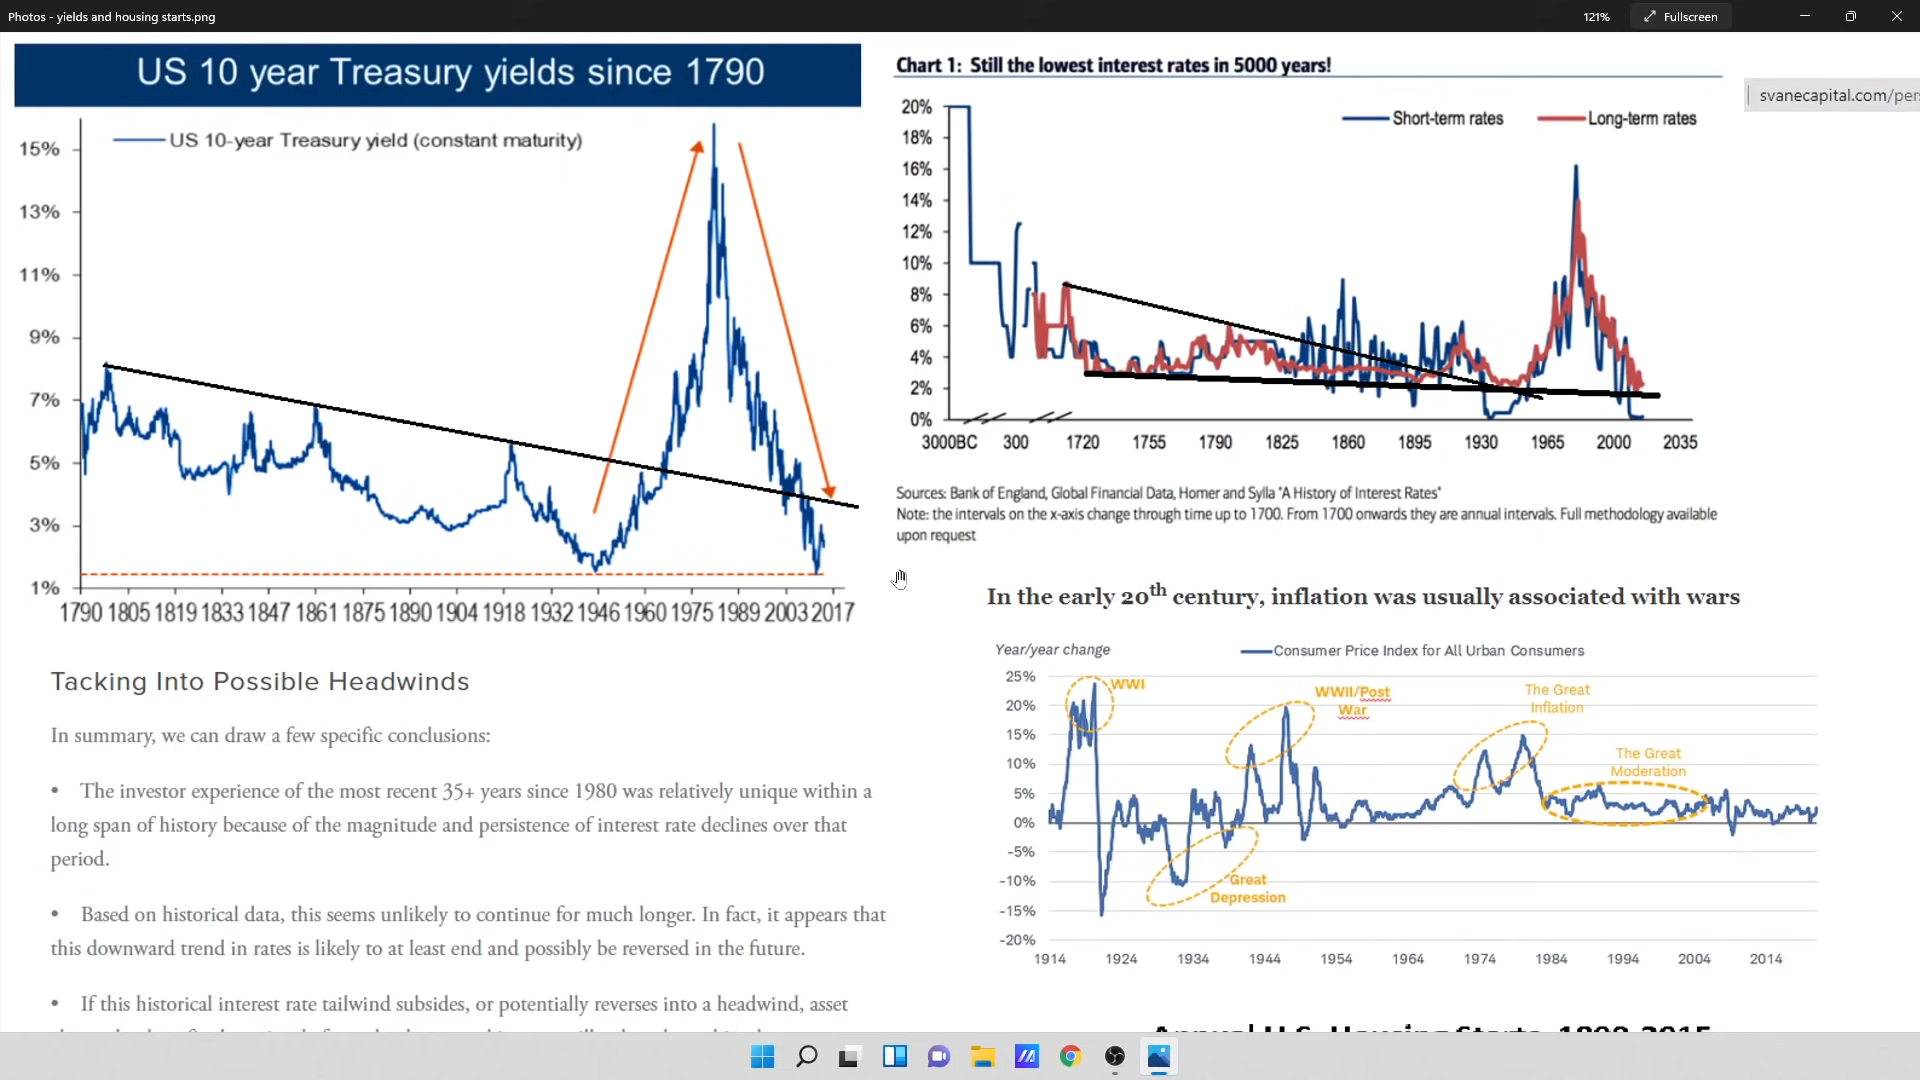 Photos - yields and housing starts.png
121%
Fullscreen
US 10 year Treasury yields since 1790
US 10-year Treasury yield (constant maturity)
15%
13%
11%
9%
7%
5%
3%
1%
1790 1805 1819 1833 1847 1861 1875 1890 1904 1918 1932 1946 1960 1975 1989 2003 2017
Tacking Into Possible Headwinds
In summary, we can draw a few specific conclusions:
• The investor experience of the most recent 35+ years since 1980 was relatively unique within a
long span of history because of the magnitude and persistence of interest rate declines over that
period.
• Based on historical data, this seems unlikely to continue for much longer. In fact, it appears that
this downward trend in rates is likely to at least end and possibly be reversed in the future.
• If this historical interest rate tailwind subsides, or potentially reverses into a headwind, asset
Chart 1: Still the lowest interest rates in 5000 years!
svanecapital.com/per
Short-term rates
Long-term rates
20%
18%
16%
14%
12%
10%
8%
6%
4%
2%
0%
3000BC 300 1720 1755 1790 1825 1860 1895 1930 1965 2000 2035
Sources: Bank of England, Global Financial Data, Homer and Sylla "A History of Interest Rates"
Note: the intervals on the x-axis change through time up to 1700. From 1700 onwards they are annual intervals. Full methodology available
upon request
In the early 20th century, inflation was usually associated with wars
Year/year change
Consumer Price Index for All Urban Consumers
25%
20%
15%
10%
5%
0%
-5%
-10%
-15%
-20%
WWI
WWII/Post
War
The Great
Inflation
The Great
Moderation
Great
Depression
1914 1924 1934 1944 1954 1964 1974 1984 1994 2004 2014
Annual U.S. Housing Starts, 1890-2015